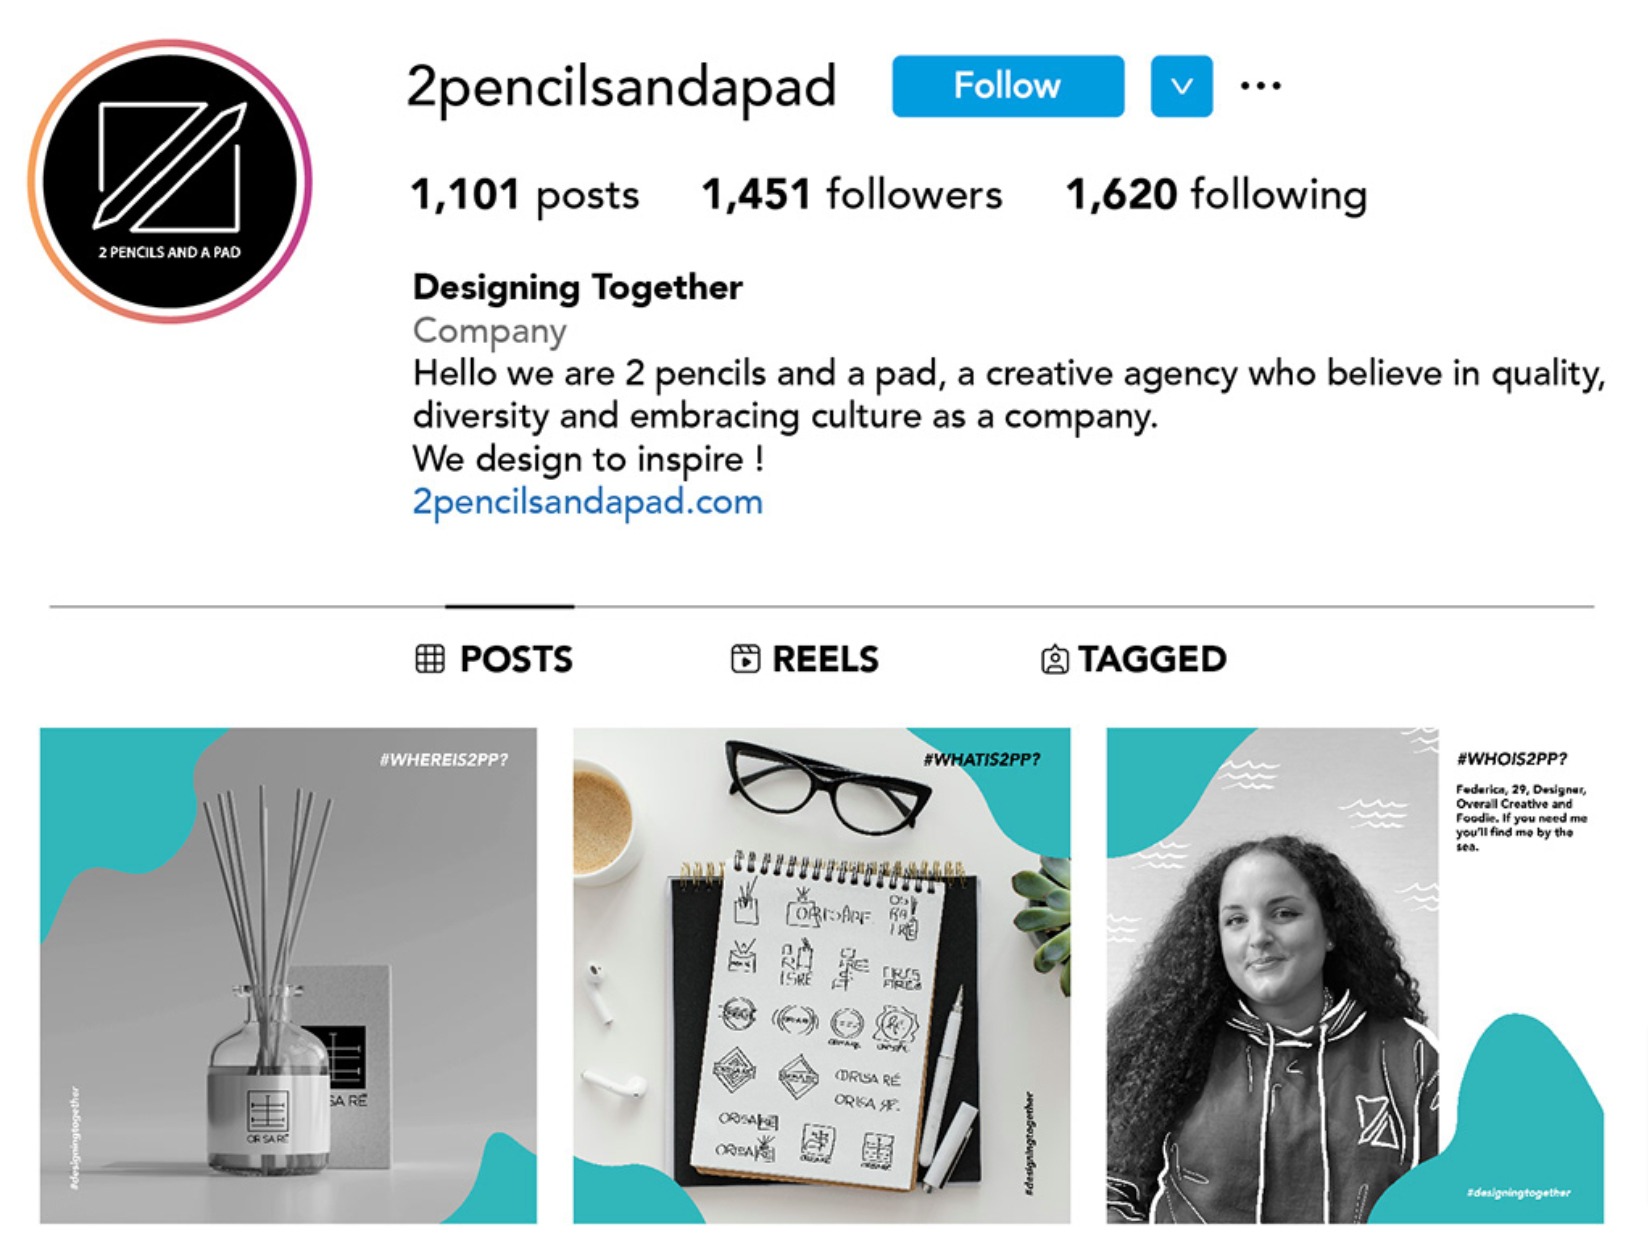 2pencilsandapad
Follow
1,101 posts
1,451 followers
1,620 following
2 PENCILS AND A PAD
Designing Together
Company
Hello we are 2 pencils and a pad, a creative agency who believe in quality,
diversity and embracing culture as a company.
We design to inspire !
2pencilsandapad.com
POSTS
REELS
TAGGED
#WHEREIS2PP?
SA RÉ
OR SA RÉ
#designingtogether
#WHATIS2PP?
ORISARE
ORISA RÉ
ORISA RÉ.
#designingtogether
#WHOIS2PP?
Federica, 29, Designer,
Overall Creative and
Foodie. If you need me
you'll find me by the
sea.
#designingtogether